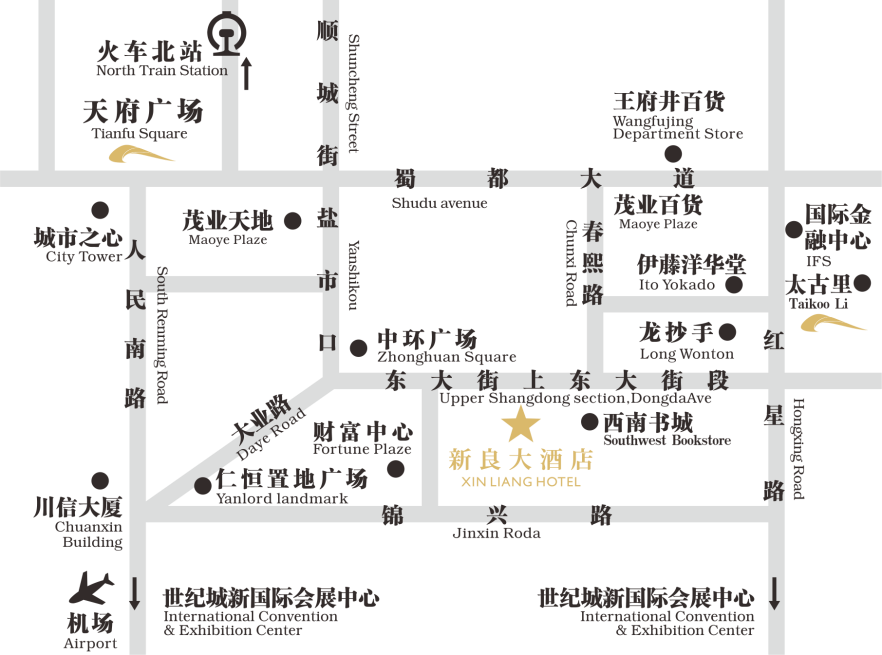 火车北站
North Train Station
天府广场
Tianfu Square
顺城街
Shuncheng Street
王府井百货
Wangfujing
Department Store
蜀都大道
Shudu avenue
城市之心
City Tower
茂业天地
Maoye Plaze
盐市口
Yanshikou
茂业百货
Maoye Plaze
春熙路
Chunxi Road
国际金
融中心
IFS
伊藤洋华堂
Ito Yokado
太古里
Taikoo Li
人民南路
South Renming Road
中环广场
Zhonghuan Square
龙抄手
Long Wonton
红星路
Hongxing Road
东大街上东大街段
Upper Shangdong section,DongdaAve
大业路
Daye Road
财富中心
Fortune Plaze
西南书城
Southwest Bookstore
新良大酒店
XIN LIANG HOTEL
仁恒置地广场
Yanlord landmark
川信大厦
Chuanxin
Building
锦兴路
Jinxin Roda
机场
Airport
世纪城新国际会展中心
International Convention
& Exhibition Center
世纪城新国际会展中心
International Convention
& Exhibition Center